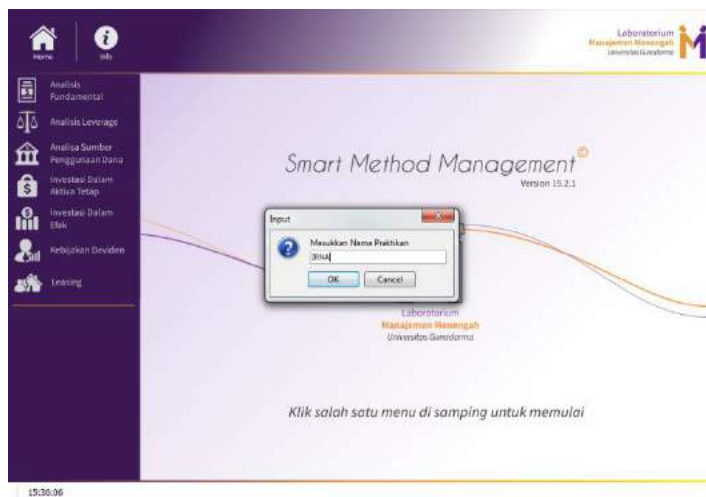 Home
Info
Laboratorium
Manajemen Menengah
Universitas Gunadarma
Analisis
Fundamental
Analisis Leverage
Analisa Sumber
Penggunaan Dana
Investasi Dalam
Aktiva Tetap
Investasi Dalam
Efek
Kebijakan Deviden
Leasing
Smart Method Management©
Version 15.2.1
Input
Masukkan Nama Praktikan
IRNA
OK
Cancel
Laboratorium
Manajemen Menengah
Universitas Gunadarma
Klik salah satu menu di samping untuk memulai
15:36:06